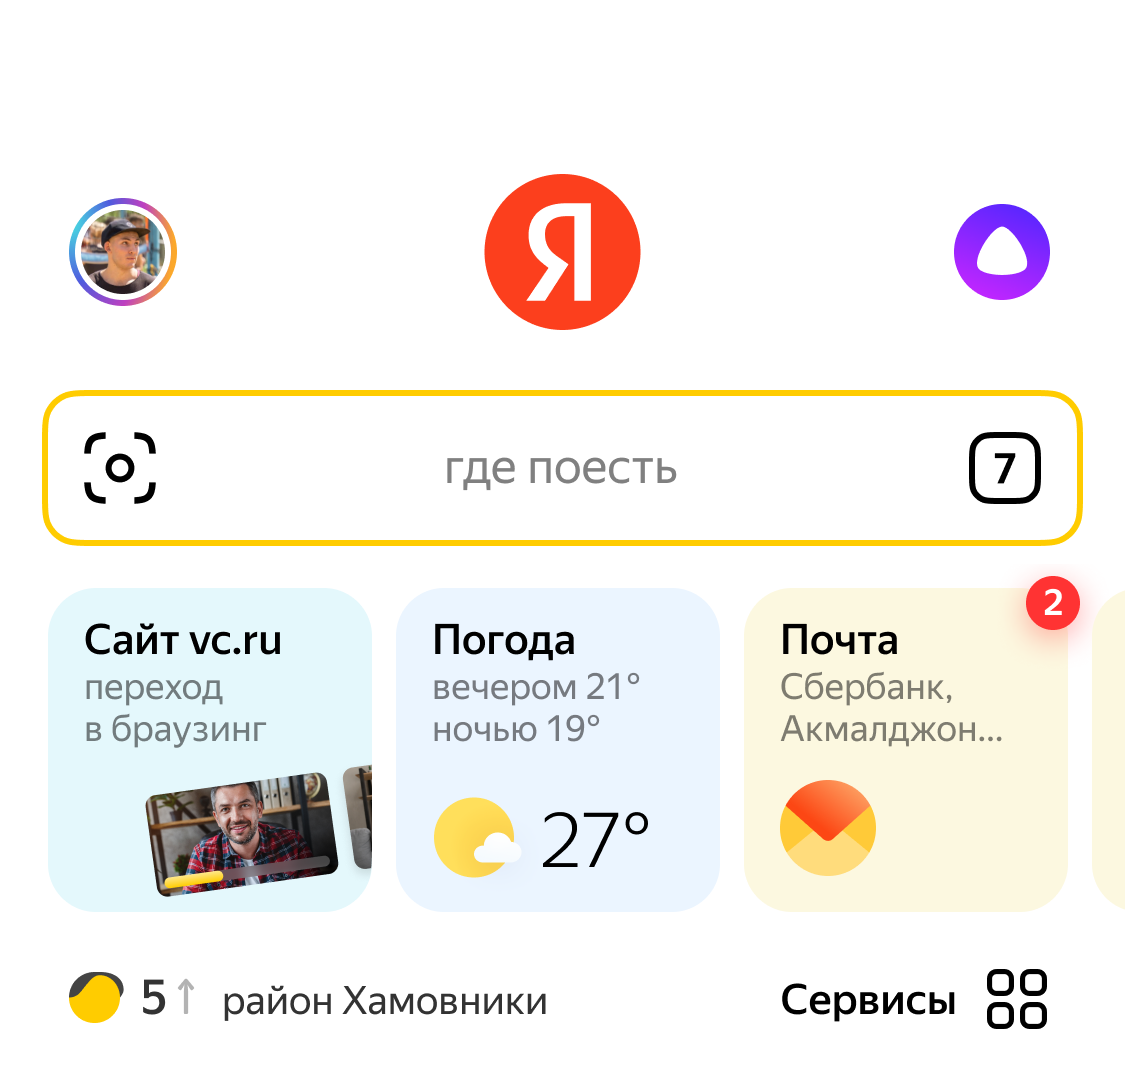 Я
где поесть
7
Сайт vc.ru
переход
в браузинг
Погода
вечером 21°
ночью 19°
27°
Почта
2
Сбербанк,
Акмалджон...
5↑ район Хамовники
Сервисы